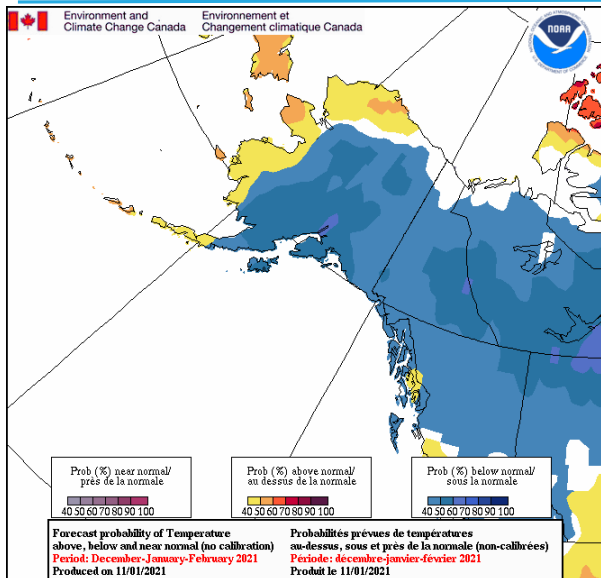 Environment and Environnement et
Climate Change Canada Changement climatique Canada
NOAA
Prob (%) near normal/
près de la normale
40 50 60 70 80 90 100
Prob (%) above normal/
au dessus de la normale
40 50 60 70 80 90 100
Prob (%) below normal/
sous la normale
40 50 60 70 80 90 100
Forecast probability of Temperature
above, below and near normal (no calibration)
Period: December-January-February 2021
Produced on 11/01/2021
Probabilités prévues de températures
au-dessus, sous et près de la normale (non-calibrées)
Période: décembre-janvier-février 2021
Produit le 11/01/2021